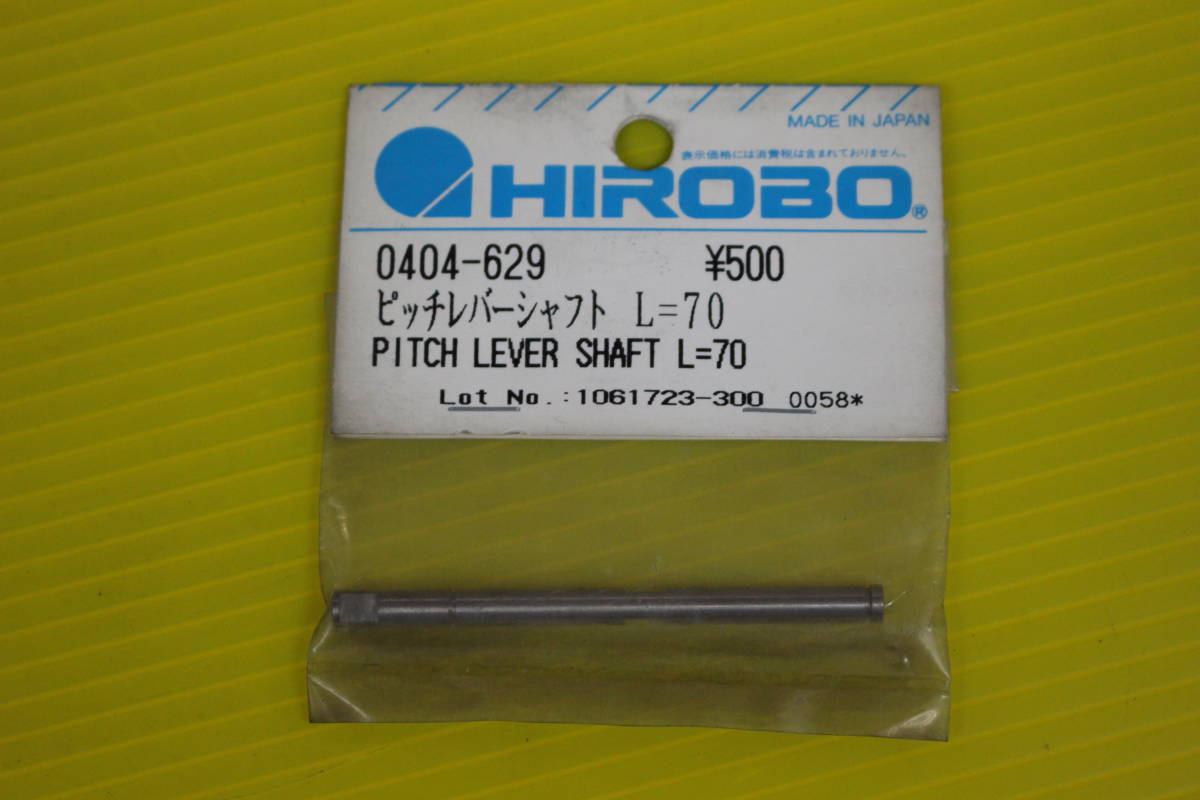 MADE IN JAPAN
表示価格には消費税は含まれておりません。
HIROBO®
0404-629 ¥500
ピッチレバーシャフト L=70
PITCH LEVER SHAFT L=70
Lot No.:1061723-300 0058*